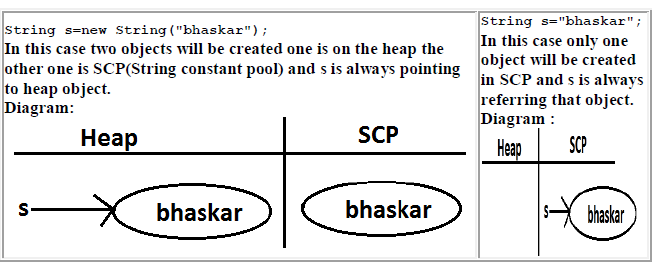 String s=new String("bhaskar");
In this case two objects will be created one is on the heap the
other one is SCP(String constant pool) and s is always pointing
to heap object.
Diagram:
Heap SCP
s bhaskar bhaskar
String s="bhaskar";
In this case only one
object will be created
in SCP and s is always
referring that object.
Diagram :
Heap SCP
s bhaskar